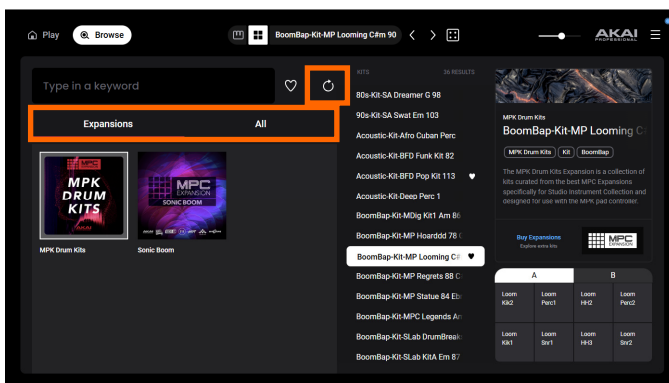 Play
Browse
BoomBap-Kit-MP Looming C#m 90
AKAI
PROFESSIONAL
Type in a keyword
Expansions
All
MPC
MPK
DRUM
KITS
AKAI
MPC
EXPANSION
SONIC BOOM
MPK Drum Kits
Sonic Boom
KITS
36 RESULTS
80s-Kit-SA Dreamer G 98
90s-Kit-SA Swat Em 103
Acoustic-Kit-Afro Cuban Perc
Acoustic-Kit-BFD Funk Kit 82
Acoustic-Kit-BFD Pop Kit 113
Acoustic-Kit-Deep Perc 1
BoomBap-Kit-MDig Kit1 Am 86
BoomBap-Kit-MP Hoarddd 78
BoomBap-Kit-MP Looming C#
BoomBap-Kit-MP Regrets 88 C
BoomBap-Kit-MP Statue 84 Eb
BoomBap-Kit-MPC Legends
BoomBap-Kit-SLab DrumBreak
BoomBap-Kit-SLab KitA Em 87
MPK Drum Kits
BoomBap-Kit-MP Looming C
MPK Drum Kits
Kit
BoomBap
The MPK Drum Kits Expansion is a collection of
kits curated from the best MPC Expansions
specifically for Studio Instrument Collection and
designed for use with the MPK pad controller.
Buy Expansions
Explore extra kits
MPC
EXPANSION
A
B
Loom Kik2
Loom Perc1
Loom HH2
Loom Perc2
Loom Kik1
Loom Snr1
Loom HH3
Loom Snr2